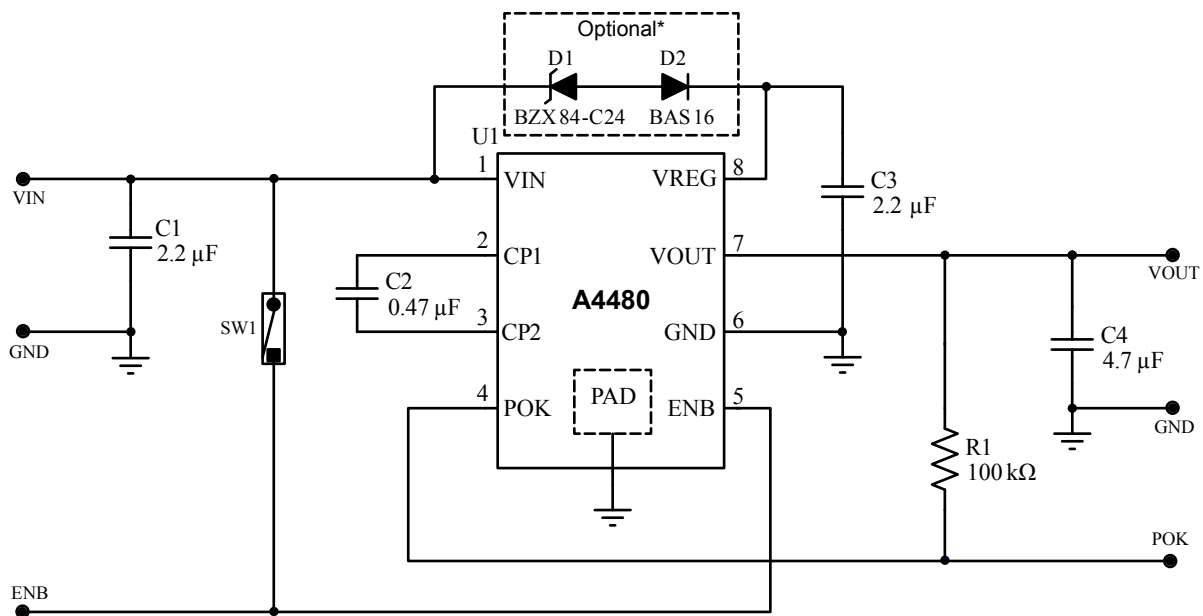 Optional*
D1 D2
BZX84-C24 BAS16
U1
1 VIN VREG 8
VIN
C1
2.2 µF
C3
2.2 µF
2 CP1 VOUT 7
VOUT
C2
0.47 µF
A4480
SW1
3 CP2 GND 6
GND
C4
4.7 µF
4 POK PAD ENB 5
GND
R1
100 kΩ
POK
ENB